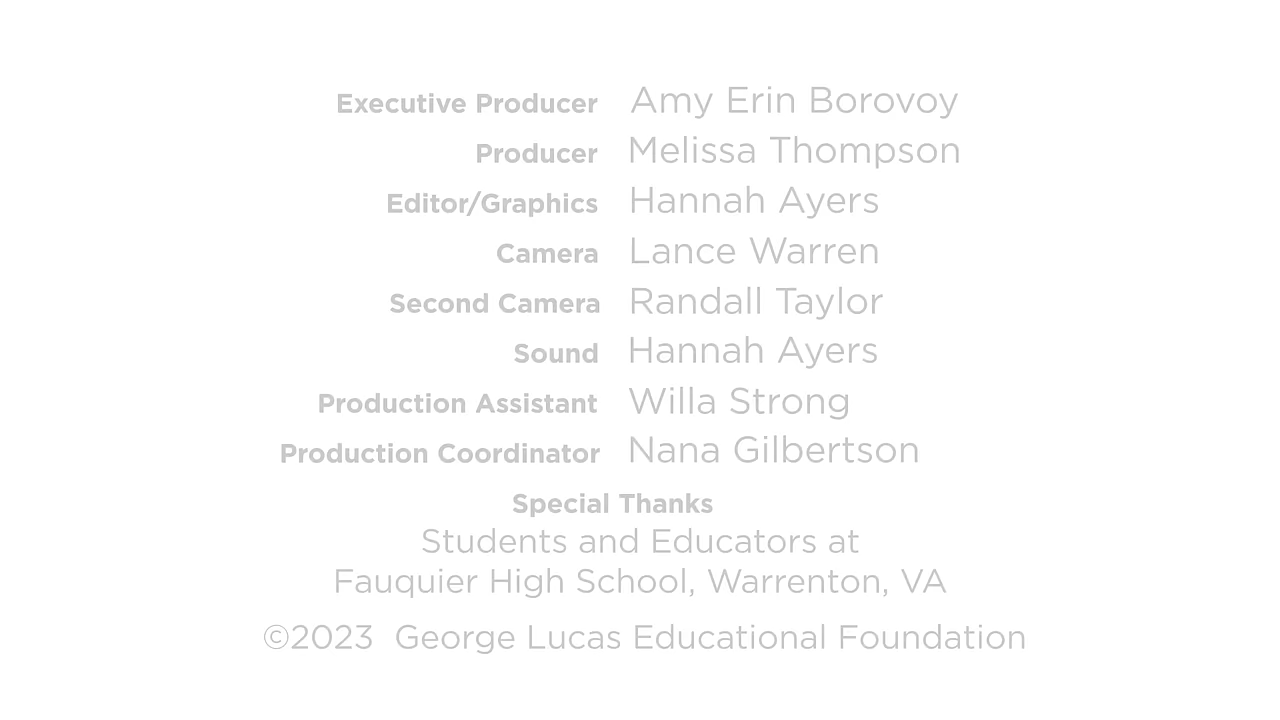 Executive Producer Amy Erin Borovoy
Producer Melissa Thompson
Editor/Graphics Hannah Ayers
Camera Lance Warren
Second Camera Randall Taylor
Sound Hannah Ayers
Production Assistant Willa Strong
Production Coordinator Nana Gilbertson
Special Thanks
Students and Educators at
Fauquier High School, Warrenton, VA
©2023 George Lucas Educational Foundation